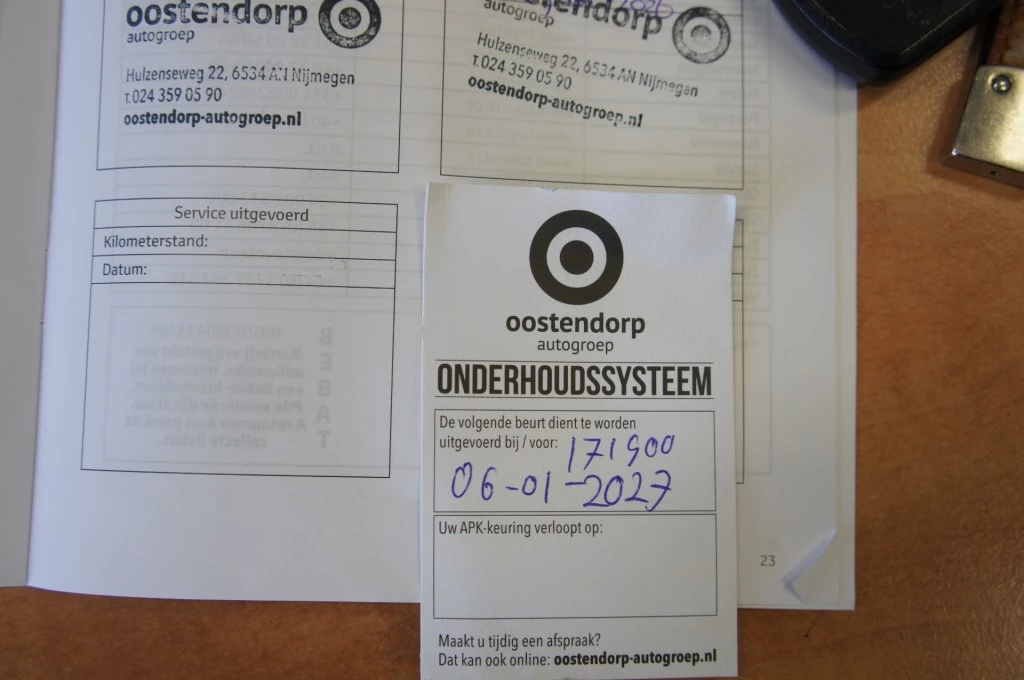 oostendorp
autogroep
Hulzenseweg 22, 6534 AN Nijmegen
T.024 359 05 90
oostendorp-autogroep.nl
autogroep
Hulzenseweg 22, 6534 AN Nijmegen
T.024 359 05 90
oostendorp-autogroep.nl
Service uitgevoerd
Kilometerstand:
Datum:
oostendorp
autogroep
ONDERHOUDSSYSTEEM
De volgende beurt dient te worden
uitgevoerd bij / voor: 171900
06-01-2027
Uw APK-keuring verloopt op:
Maakt u tijdig een afspraak?
Dat kan ook online: oostendorp-autogroep.nl
23